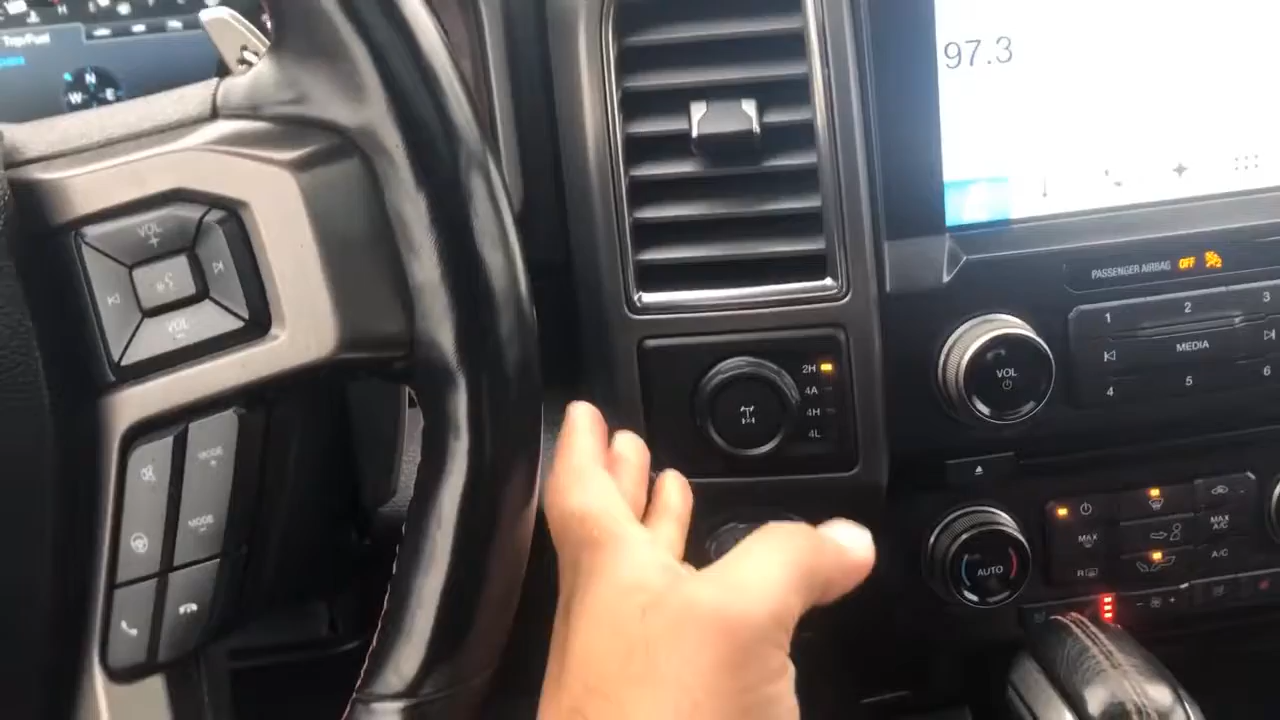 Trip/Fuel
N
W E
VOL
+
VOL
-
MODE
+
MODE
-
97.3
PASSENGER AIRBAG OFF
1 2 3
MEDIA
4 5 6
VOL
2H
4A
4H
4L
AUTO
MAX
R
MAX
A/C
A/C
- +